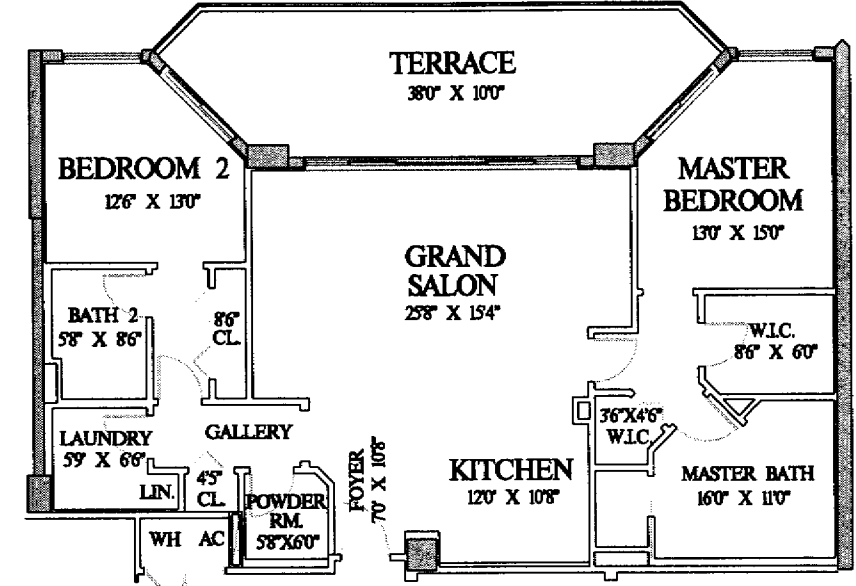 TERRACE
38'0" X 10'0"
BEDROOM 2
12'6" X 13'0"
MASTER
BEDROOM
13'0" X 15'0"
GRAND
SALON
25'8" X 15'4"
BATH 2
5'8" X 8'6"
8'6"
CL.
W.I.C.
8'6" X 6'0"
3'6"X4'6"
W.I.C.
GALLERY
LAUNDRY
5'9" X 6'6"
LIN.
4'5"
CL.
POWDER
RM.
5'8"X6'0"
FOYER
7'0" X 10'8"
KITCHEN
12'0" X 10'8"
MASTER BATH
16'0" X 11'0"
WH AC